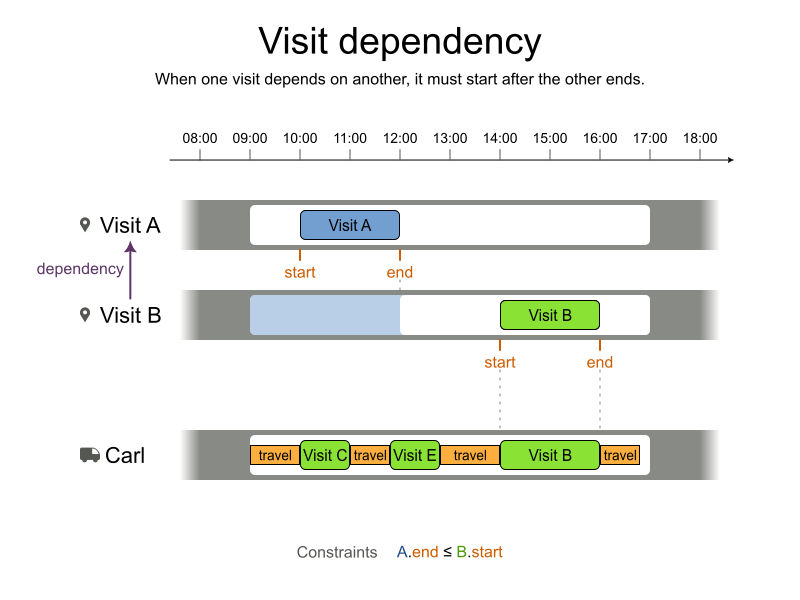 Visit dependency
When one visit depends on another, it must start after the other ends.
08:00 09:00 10:00 11:00 12:00 13:00 14:00 15:00 16:00 17:00 18:00
Visit A
Visit A
start end
dependency
Visit B
Visit B
start end
Carl
travel Visit C travel Visit E travel Visit B travel
Constraints A.end ≤ B.start